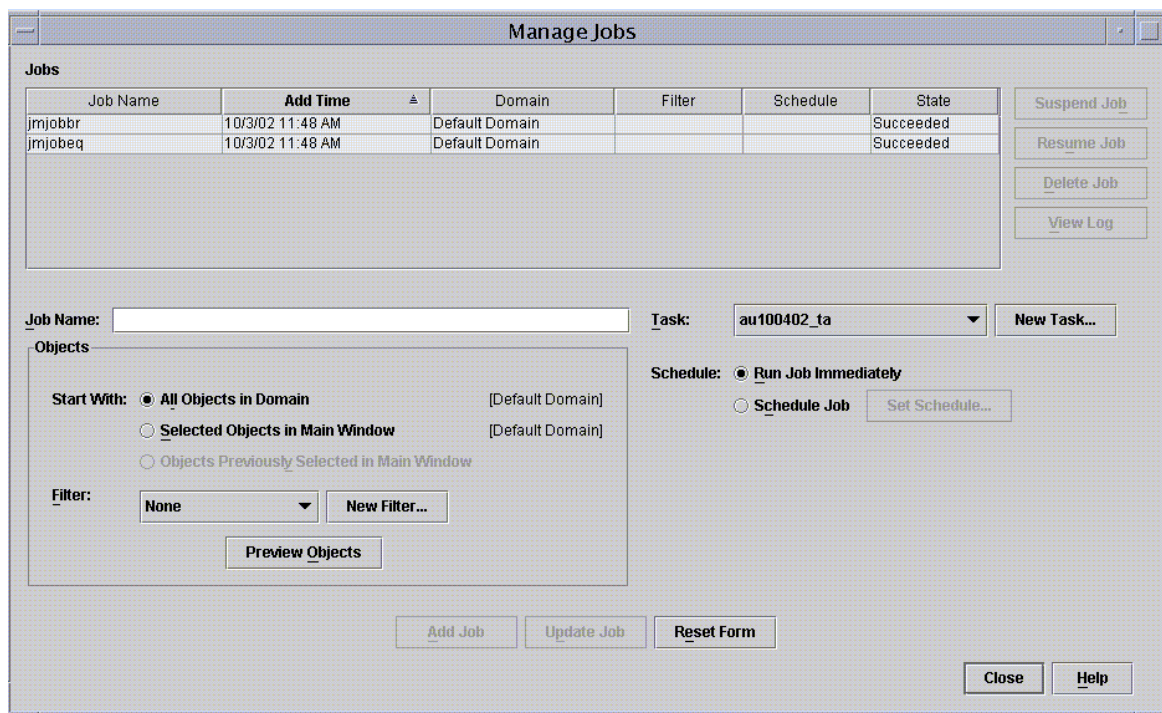 Manage Jobs
Jobs
Job Name Add Time Domain Filter Schedule State
jmjobbr 10/3/02 11:48 AM Default Domain Succeeded
jmjobeq 10/3/02 11:48 AM Default Domain Succeeded
Suspend Job
Resume Job
Delete Job
View Log
Job Name:
Task: au100402_ta New Task...
Objects
Start With: All Objects in Domain [Default Domain]
Selected Objects in Main Window [Default Domain]
Objects Previously Selected in Main Window
Filter: None New Filter...
Preview Objects
Schedule: Run Job Immediately
Schedule Job Set Schedule...
Add Job Update Job Reset Form
Close Help